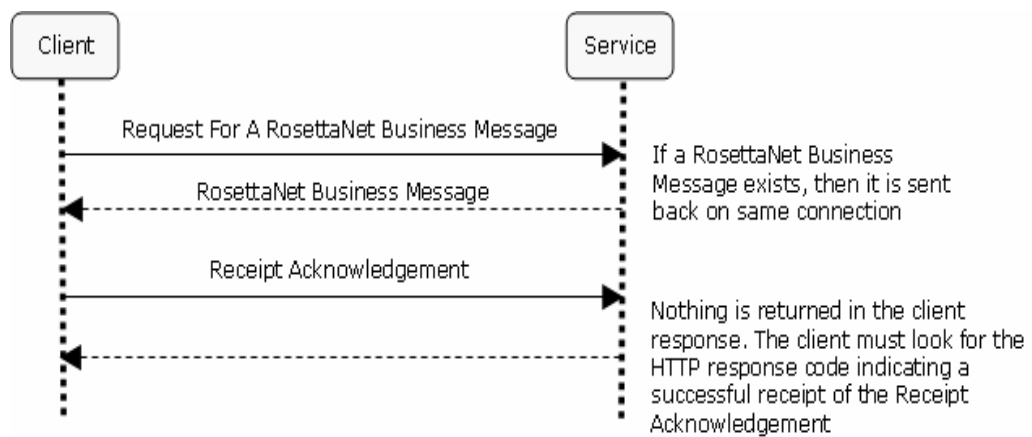 Client
Service
Request For A RosettaNet Business Message
If a RosettaNet Business
Message exists, then it is sent
back on same connection
RosettaNet Business Message
Receipt Acknowledgement
Nothing is returned in the client
response. The client must look for the
HTTP response code indicating a
successful receipt of the Receipt
Acknowledgement